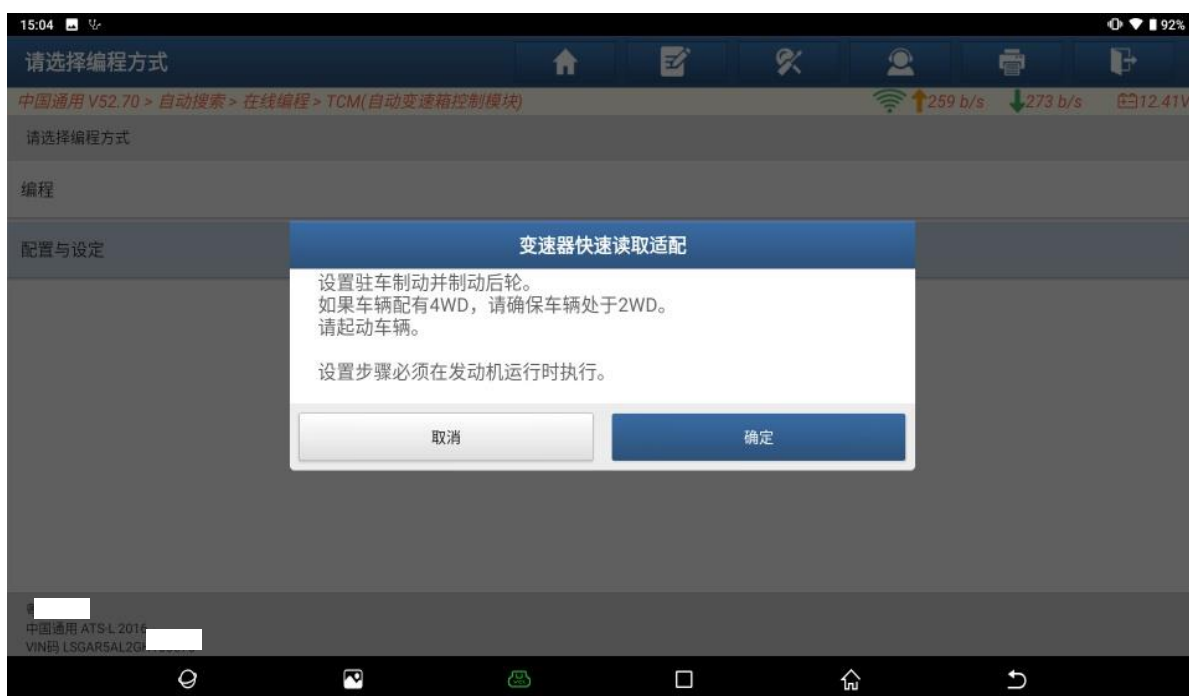 15:04
92%
请选择编程方式
中国通用 V52.70 > 自动搜索 > 在线编程 > TCM(自动变速箱控制模块)
259 b/s
273 b/s
12.41V
请选择编程方式
编程
配置与设定
变速器快速读取适配
设置驻车制动并制动后轮。
如果车辆配有4WD，请确保车辆处于2WD。
请起动车辆。
设置步骤必须在发动机运行时执行。
取消
确定
中国通用 ATS-L 2016
VIN码 LSGAR5AL2G